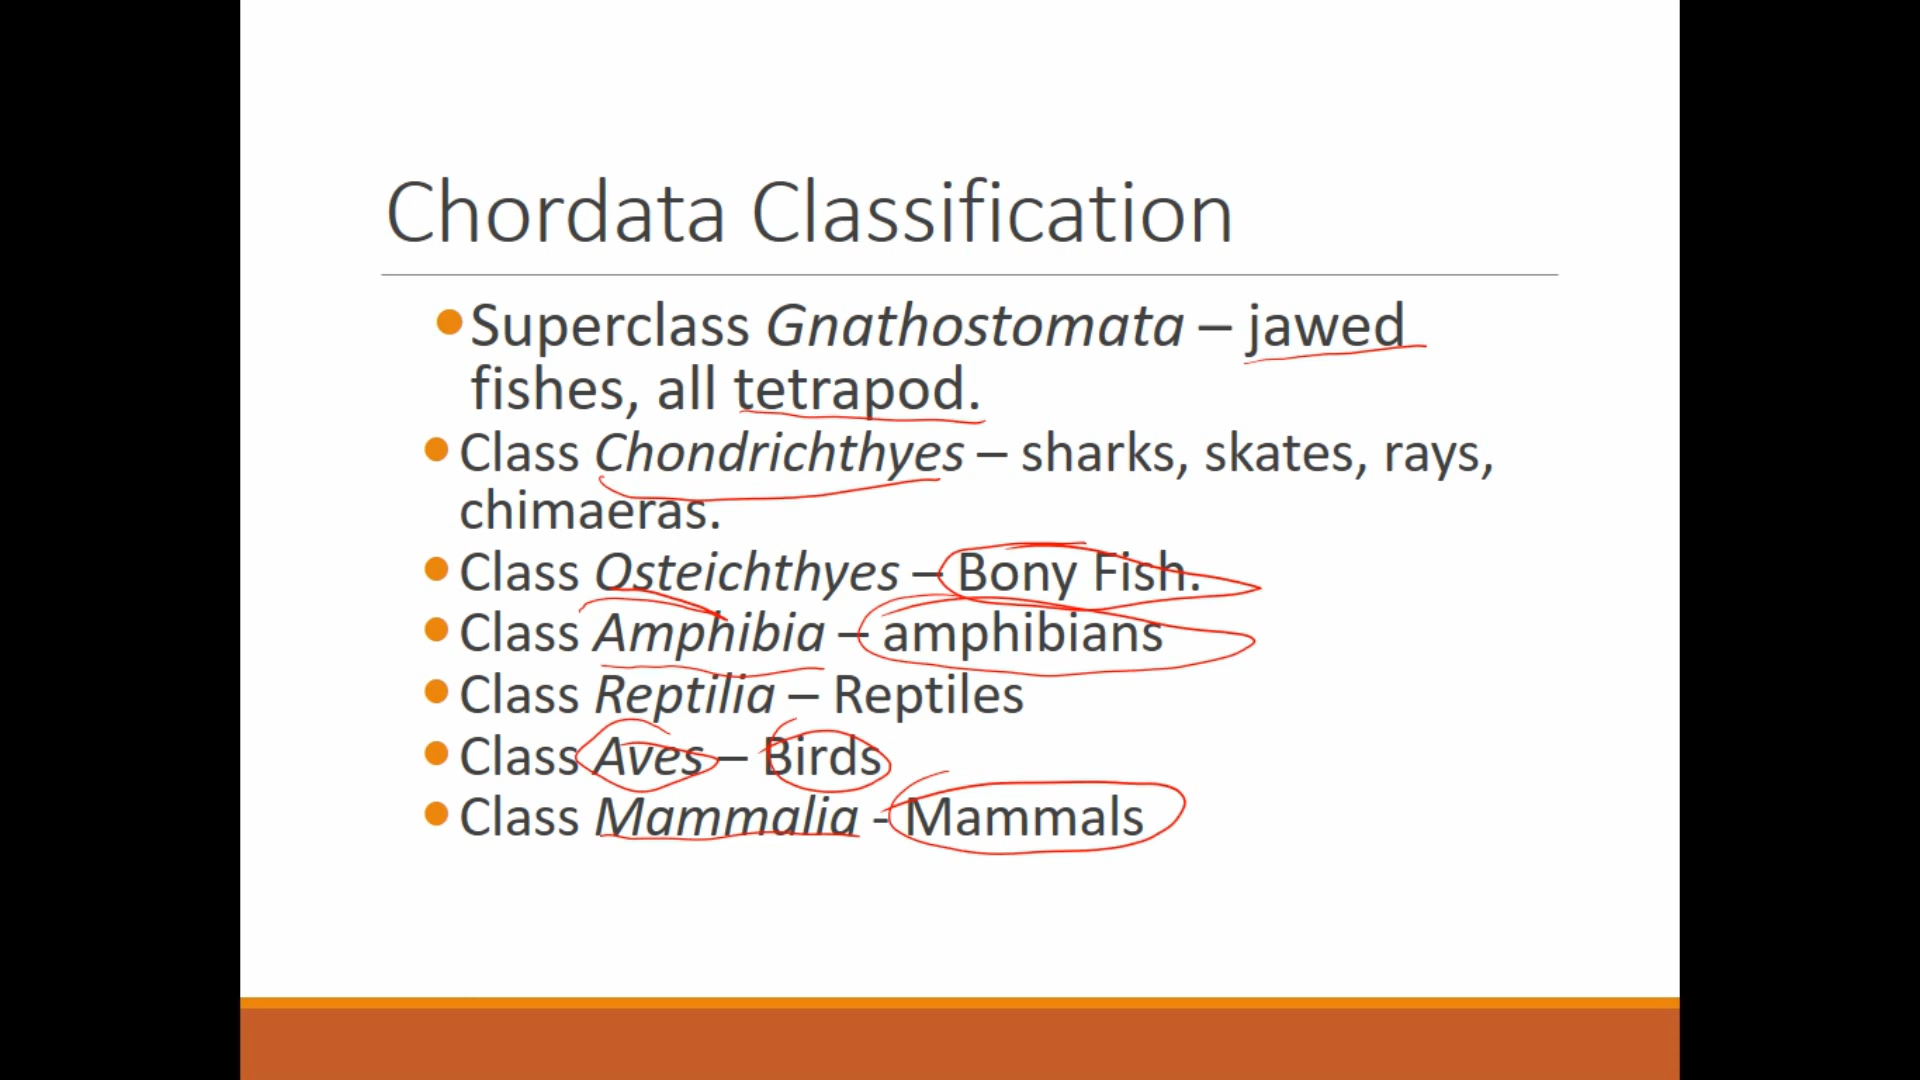 Chordata Classification
Superclass Gnathostomata – jawed
fishes, all tetrapod.
Class Chondrichthyes – sharks, skates, rays,
chimaeras.
Class Osteichthyes – Bony Fish.
Class Amphibia – amphibians
Class Reptilia – Reptiles
Class Aves – Birds
Class Mammalia - Mammals